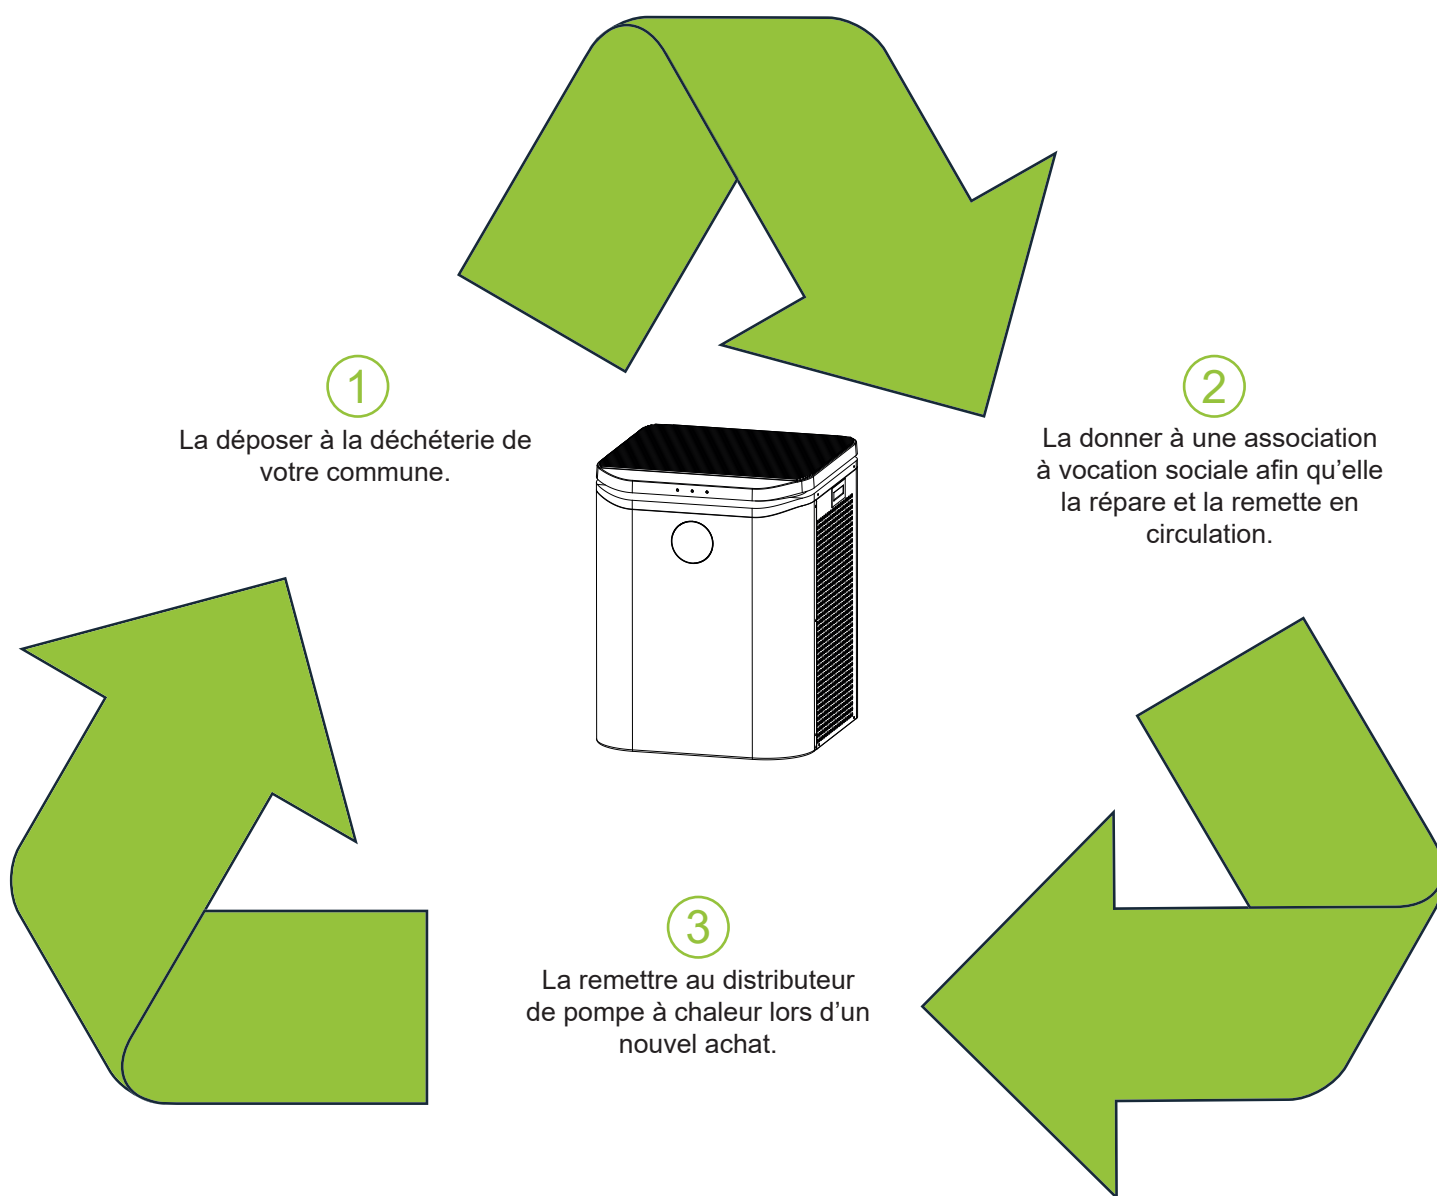 1
La déposer à la déchéterie de
votre commune.
2
La donner à une association
à vocation sociale afin qu’elle
la répare et la remette en
circulation.
3
La remettre au distributeur
de pompe à chaleur lors d’un
nouvel achat.